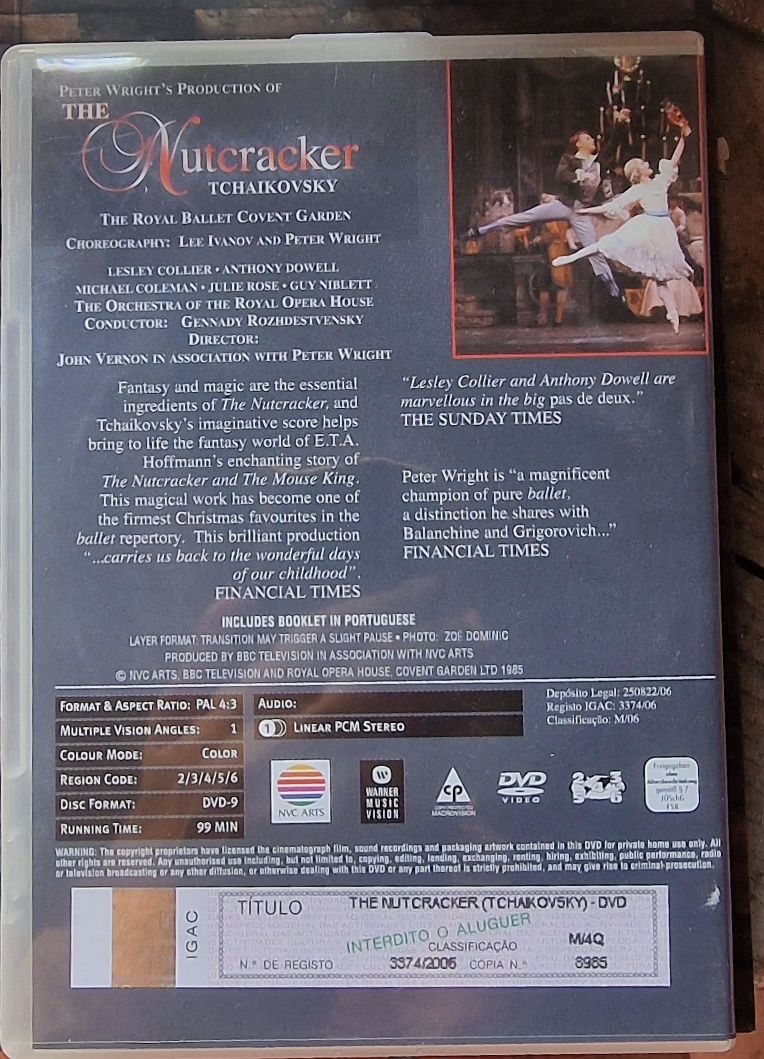 PETER WRIGHT'S PRODUCTION OF
THE
Nutcracker
TCHAIKOVSKY
THE ROYAL BALLET COVENT GARDEN
CHOREOGRAPHY: LEE IVANOV AND PETER WRIGHT
LESLEY COLLIER • ANTHONY DOWELL
MICHAEL COLEMAN • JULIE ROSE • GUY NIBLETT
THE ORCHESTRA OF THE ROYAL OPERA HOUSE
CONDUCTOR: GENNADY ROZHDESTVENSKY
DIRECTOR:
JOHN VERNON IN ASSOCIATION WITH PETER WRIGHT
Fantasy and magic are the essential
ingredients of The Nutcracker, and
Tchaikovsky's imaginative score helps
bring to life the fantasy world of E.T.A.
Hoffmann's enchanting story of
The Nutcracker and The Mouse King.
This magical work has become one of
the firmest Christmas favourites in the
ballet repertory. This brilliant production
"...carries us back to the wonderful days
of our childhood".
FINANCIAL TIMES
"Lesley Collier and Anthony Dowell are
marvellous in the big pas de deux."
THE SUNDAY TIMES
Peter Wright is "a magnificent
champion of pure ballet,
a distinction he shares with
Balanchine and Grigorovich..."
FINANCIAL TIMES
INCLUDES BOOKLET IN PORTUGUESE
LAYER FORMAT: TRANSITION MAY TRIGGER A SLIGHT PAUSE • PHOTO: ZOË DOMINIC
PRODUCED BY BBC TELEVISION IN ASSOCIATION WITH NVC ARTS
© NVC ARTS, BBC TELEVISION AND ROYAL OPERA HOUSE, COVENT GARDEN LTD 1985
FORMAT & ASPECT RATIO: PAL 4:3
MULTIPLE VISION ANGLES: 1
COLOUR MODE: COLOR
REGION CODE: 2/3/4/5/6
DISC FORMAT: DVD-9
RUNNING TIME: 99 MIN
AUDIO:
1 LINEAR PCM STEREO
Depósito Legal: 250822/06
Registo IGAC: 3374/06
Classificação: M/06
NVC ARTS
WARNER
MUSIC
VISION
CP
COPY PROTECTED
MACROVISION
DVD
VIDEO
2 3 4 5 6
Freigegeben
ohne
Altersbeschränkung
gemäß § 7
JÖSchG
FSK
WARNING: The copyright proprietors have licensed the cinematograph film, sound recordings and packaging artwork contained in this DVD for private home use only. All
other rights are reserved. Any unauthorised use including, but not limited to, copying, editing, lending, exchanging, renting, hiring, exhibiting, public performance, radio
or television broadcasting or any other diffusion, or otherwise dealing with this DVD or any part thereof is strictly prohibited, and may give rise to criminal prosecution.
IGAC
TÍTULO THE NUTCRACKER (TCHAIKOVSKY) - DVD
INTERDITO O ALUGUER
CLASSIFICAÇÃO M/4Q
N.º DE REGISTO 3374/2006 CÓPIA N.º 8985